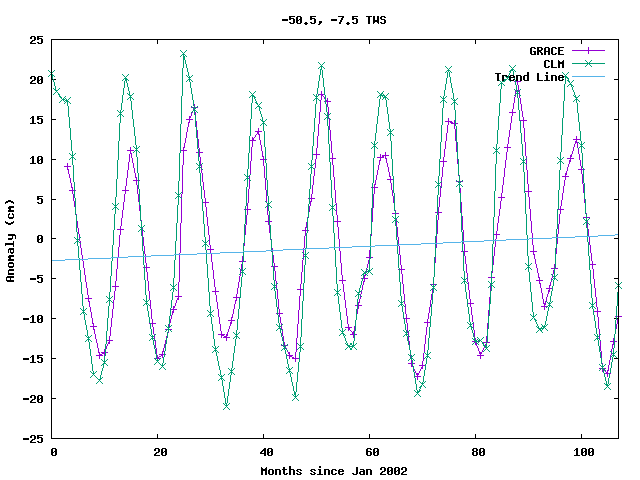 -50.5, -7.5 TWS
GRACE
CLM
Trend Line
25
20
15
10
5
0
-5
-10
-15
-20
-25
Anomaly (cm)
0 20 40 60 80 100
Months since Jan 2002